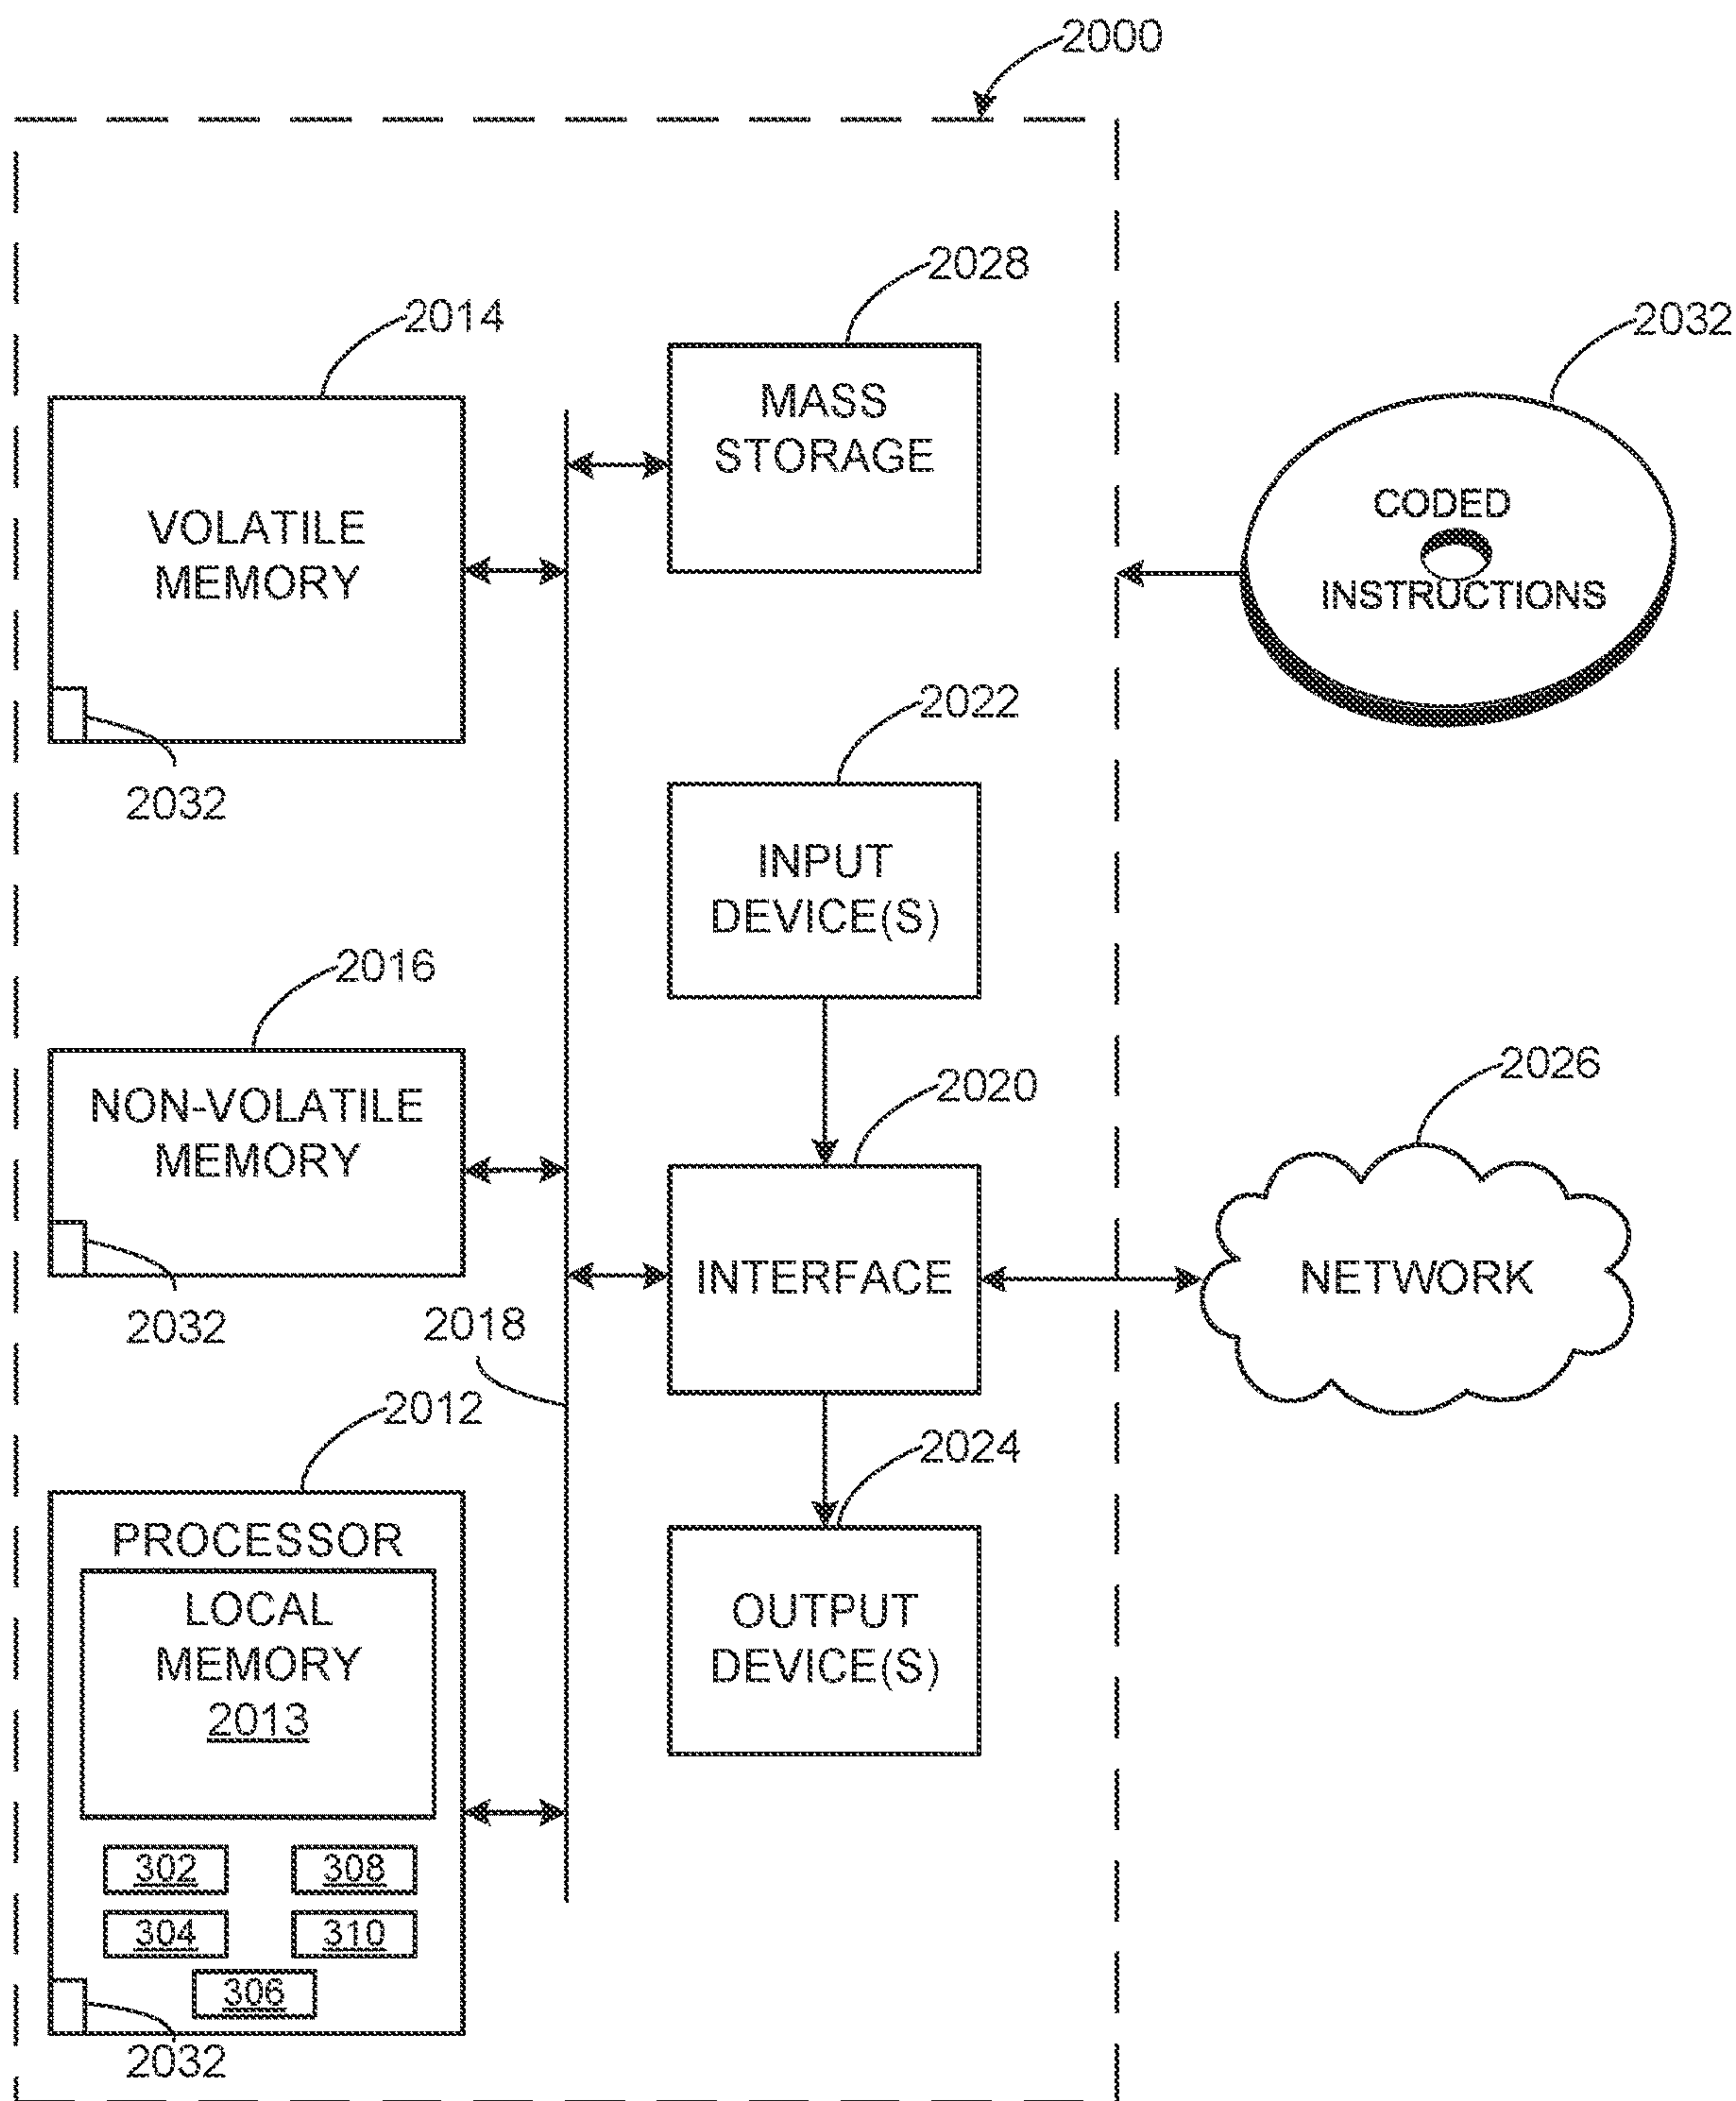 2000
2028
2014
2032
MASS
STORAGE
VOLATILE
MEMORY
CODED
INSTRUCTIONS
2022
2032
INPUT
DEVICE(S)
2016
2020
2026
NON-VOLATILE
MEMORY
INTERFACE
NETWORK
2032
2018
2012
2024
PROCESSOR
LOCAL
MEMORY
2013
OUTPUT
DEVICE(S)
302
308
304
310
306
2032